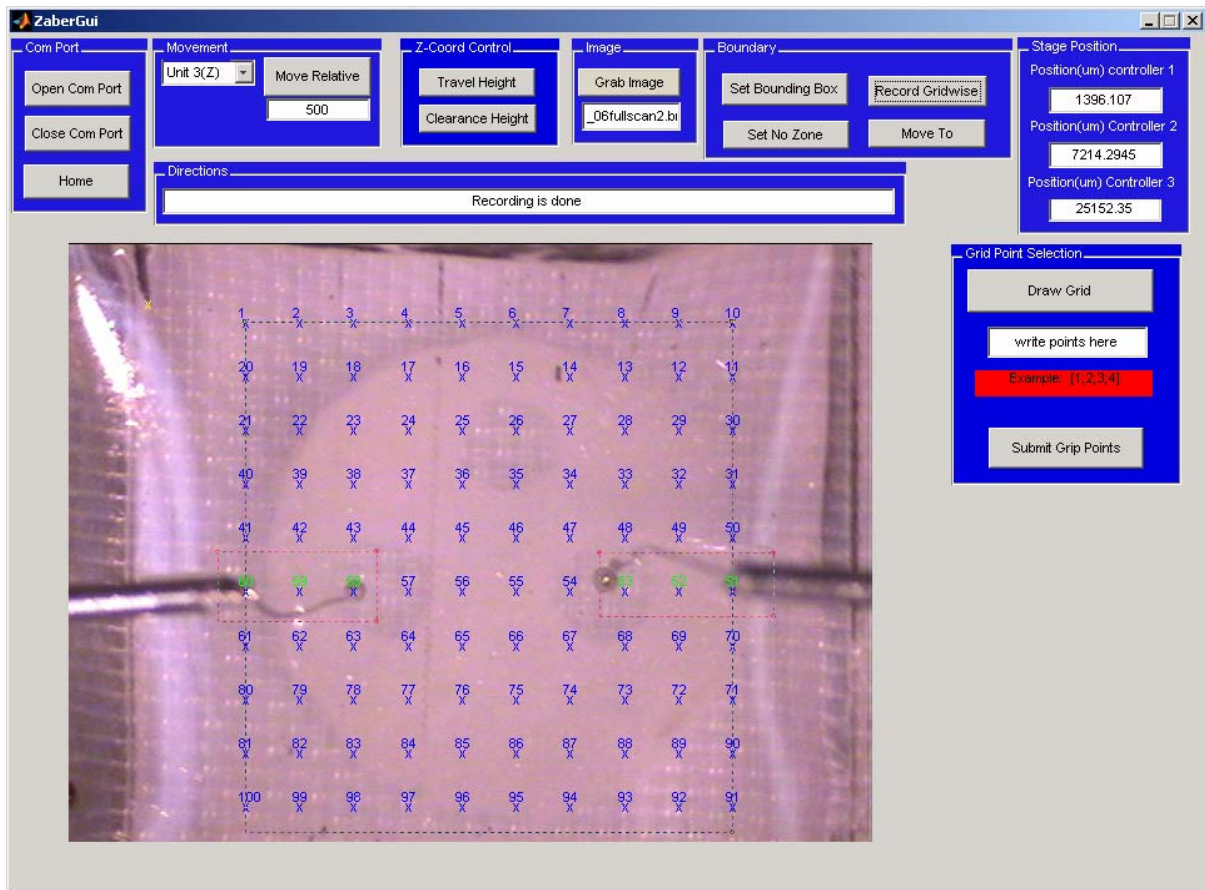 ZaberGui
Com Port
Open Com Port
Close Com Port
Home
Movement
Unit 3(Z)
Move Relative
500
Z-Coord Control
Travel Height
Clearance Height
Image
Grab Image
_06fullscan2.b
Boundary
Set Bounding Box
Record Gridwise
Set No Zone
Move To
Stage Position
Position(um) controller 1
1396.107
Position(um) Controller 2
7214.2945
Position(um) Controller 3
25152.35
Directions
Recording is done
Grid Point Selection
Draw Grid
write points here
Example: [1,2,3,4]
Submit Grip Points
X
1 2 3 4 5 6 7 8 9 10
X X X X X X X X X X
20 19 18 17 16 15 14 13 12 11
X X X X X X X X X X
21 22 23 24 25 26 27 28 29 30
X X X X X X X X X X
40 39 38 37 36 35 34 33 32 31
X X X X X X X X X X
41 42 43 44 45 46 47 48 49 50
X X X X X X X X X X
60 59 58 57 56 55 54 53 52 51
X X X X X X X X X X
61 62 63 64 65 66 67 68 69 70
X X X X X X X X X X
80 79 78 77 76 75 74 73 72 71
X X X X X X X X X X
81 82 83 84 85 86 87 88 89 90
X X X X X X X X X X
100 99 98 97 96 95 94 93 92 91
X X X X X X X X X X